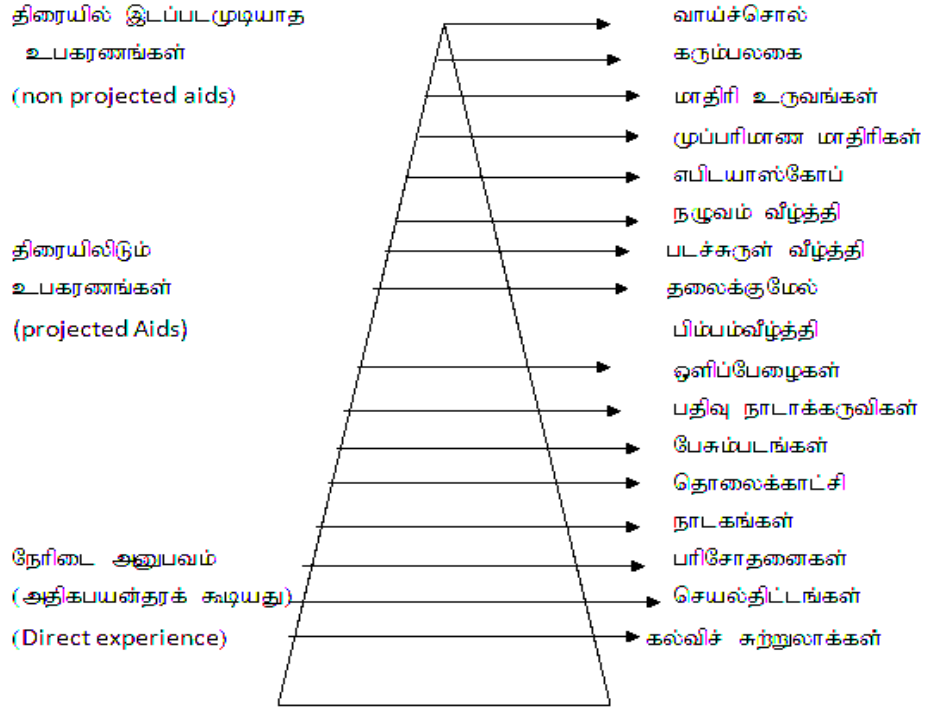 திரையில் இடப்படமுடியாத
உபகரணங்கள்
(non projected aids)
திரையிலிடும்
உபகரணங்கள்
(projected Aids)
நேரிடை அனுபவம்
(அதிகபயன்தரக் கூடியது)
(Direct experience)
வாய்ச்சொல்
கரும்பலகை
மாதிரி உருவங்கள்
முப்பரிமாண மாதிரிகள்
எபிடயாஸ்கோப்
நழுவம் வீழ்த்தி
படச்சுருள் வீழ்த்தி
தலைக்குமேல்
பிம்பம்வீழ்த்தி
ஒளிப்பேழைகள்
பதிவு நாடாக்கருவிகள்
பேசும்படங்கள்
தொலைக்காட்சி
நாடகங்கள்
பரிசோதனைகள்
செயல்திட்டங்கள்
கல்விச் சுற்றுலாக்கள்